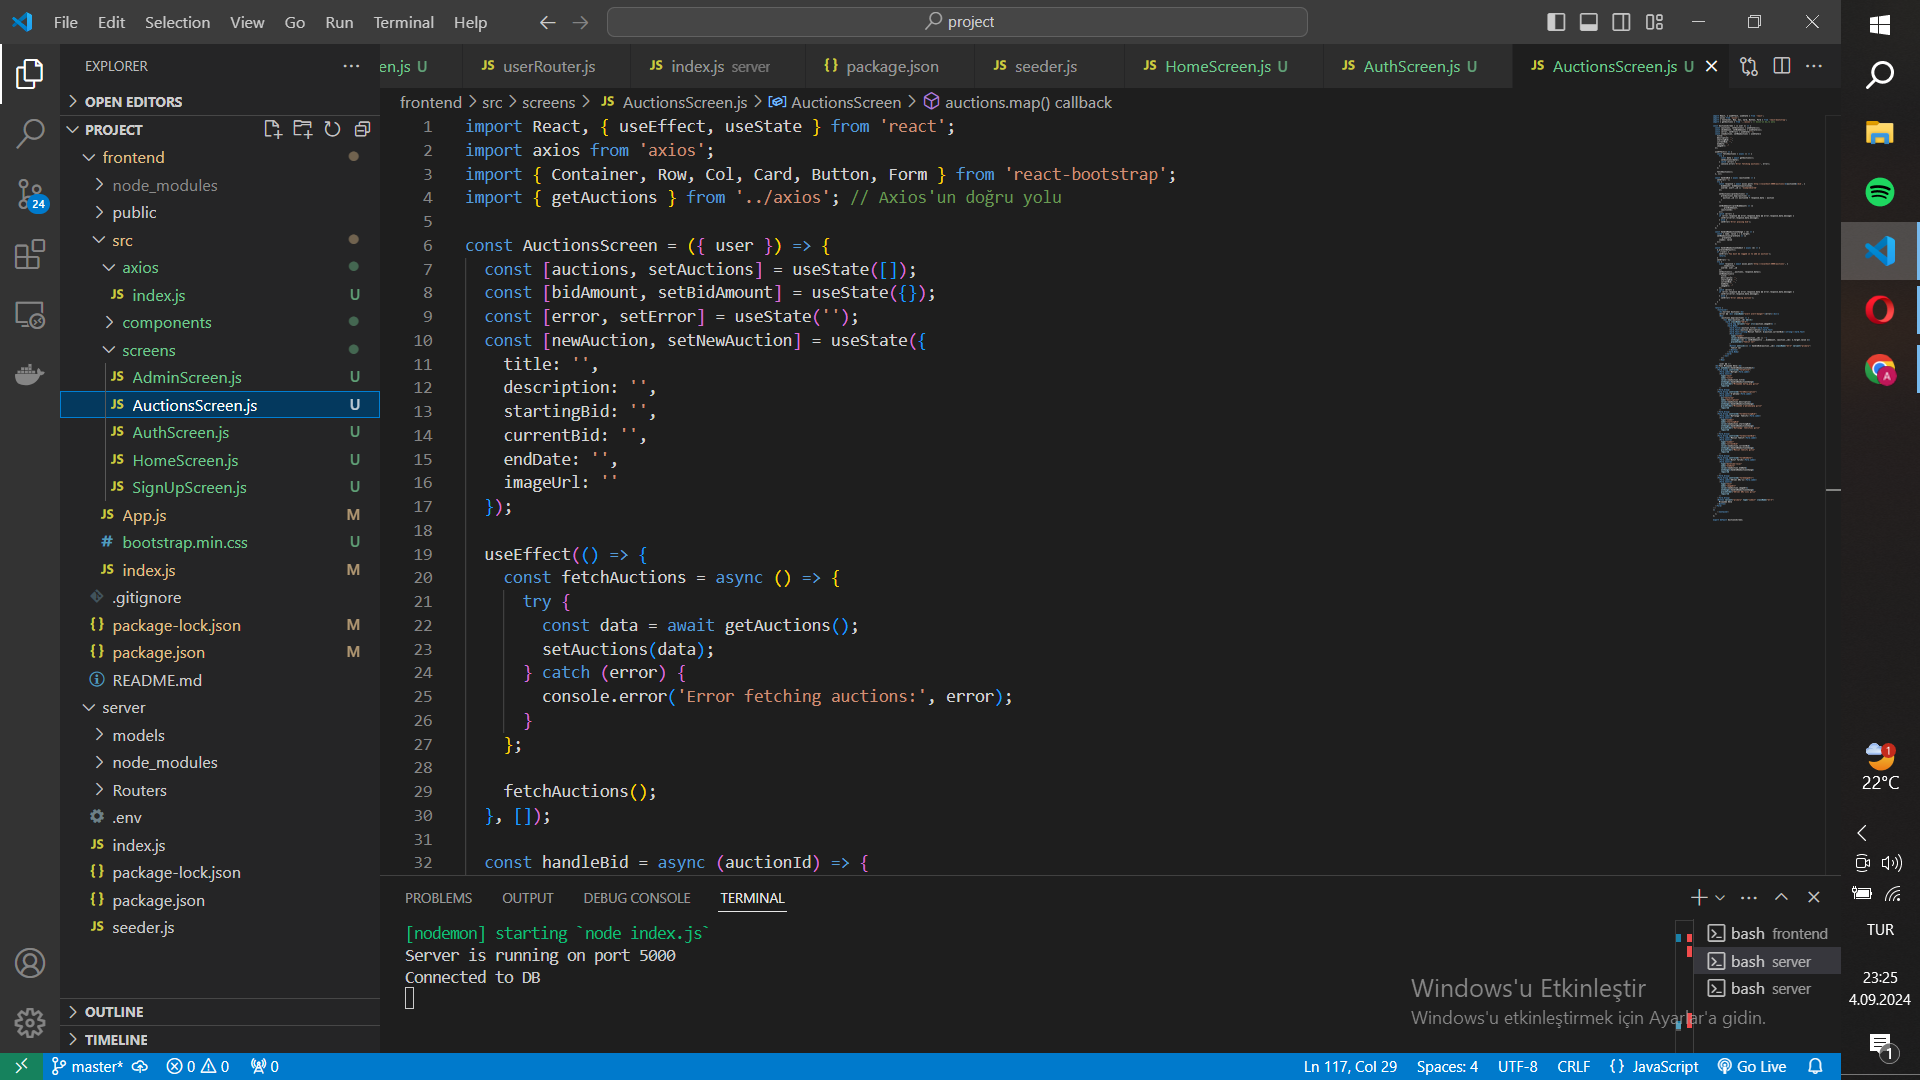 File Edit Selection View Go Run Terminal Help
project
EXPLORER
OPEN EDITORS
PROJECT
frontend
node_modules
public
src
axios
JS index.js U
components
screens
JS AdminScreen.js U
JS AuctionsScreen.js U
JS AuthScreen.js U
JS HomeScreen.js U
JS SignUpScreen.js U
JS App.js M
# bootstrap.min.css U
JS index.js M
.gitignore
{} package-lock.json M
{} package.json M
README.md
server
models
node_modules
Routers
.env
JS index.js
{} package-lock.json
{} package.json
JS seeder.js
OUTLINE
TIMELINE
24
en.js U JS userRouter.js JS index.js server {} package.json JS seeder.js JS HomeScreen.js U JS AuthScreen.js U JS AuctionsScreen.js U
frontend > src > screens > JS AuctionsScreen.js > AuctionsScreen > auctions.map() callback
1 import React, { useEffect, useState } from 'react';
2 import axios from 'axios';
3 import { Container, Row, Col, Card, Button, Form } from 'react-bootstrap';
4 import { getAuctions } from '../axios'; // Axios'un doğru yolu
5
6 const AuctionsScreen = ({ user }) => {
7 const [auctions, setAuctions] = useState([]);
8 const [bidAmount, setBidAmount] = useState({});
9 const [error, setError] = useState('');
10 const [newAuction, setNewAuction] = useState({
11 title: '',
12 description: '',
13 startingBid: '',
14 currentBid: '',
15 endDate: '',
16 imageUrl: ''
17 });
18
19 useEffect(() => {
20 const fetchAuctions = async () => {
21 try {
22 const data = await getAuctions();
23 setAuctions(data);
24 } catch (error) {
25 console.error('Error fetching auctions:', error);
26 }
27 };
28
29 fetchAuctions();
30 }, []);
31
32 const handleBid = async (auctionId) => {
PROBLEMS OUTPUT DEBUG CONSOLE TERMINAL
[nodemon] starting `node index.js`
Server is running on port 5000
Connected to DB
bash frontend
bash server
bash server
Windows'u Etkinleştir
Windows'u etkinleştirmek için Ayarlar'a gidin.
master* 0 0 0
Ln 117, Col 29 Spaces: 4 UTF-8 CRLF {} JavaScript Go Live
A
1
22°C
TUR
23:25
4.09.2024
1